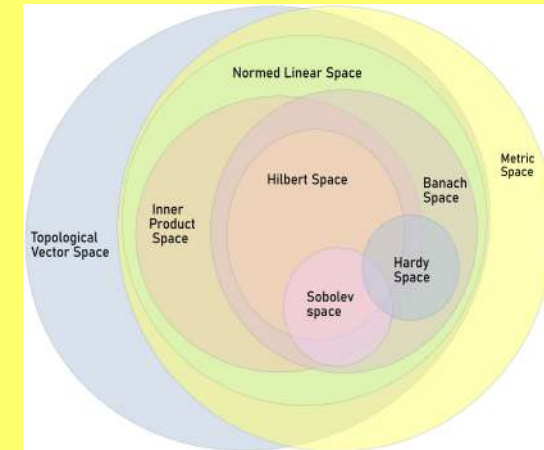 Normed Linear Space
Metric
Space
Hilbert Space
Banach
Space
Inner
Product
Space
Topological
Vector Space
Hardy
Space
Sobolev
space